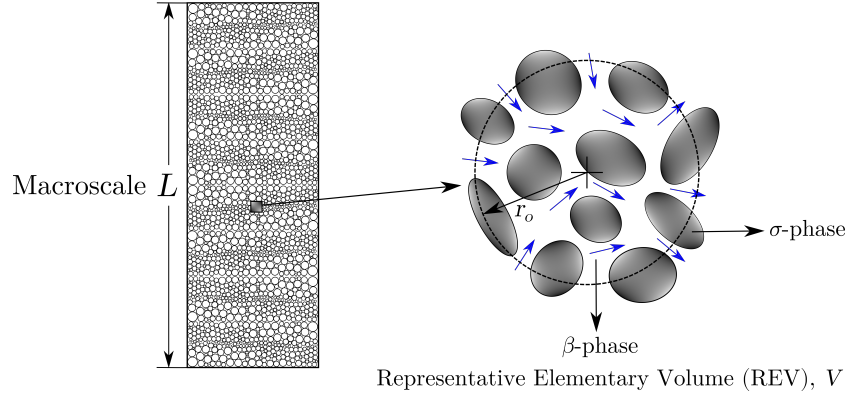 Macroscale L
r_o
σ-phase
β-phase
Representative Elementary Volume (REV), V